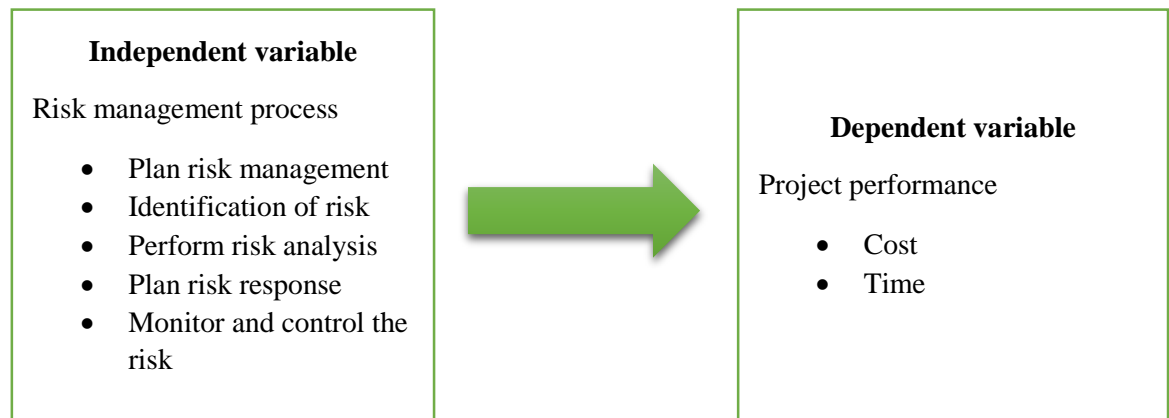 Independent variable
Risk management process
• Plan risk management
• Identification of risk
• Perform risk analysis
• Plan risk response
• Monitor and control the
risk
Dependent variable
Project performance
• Cost
• Time